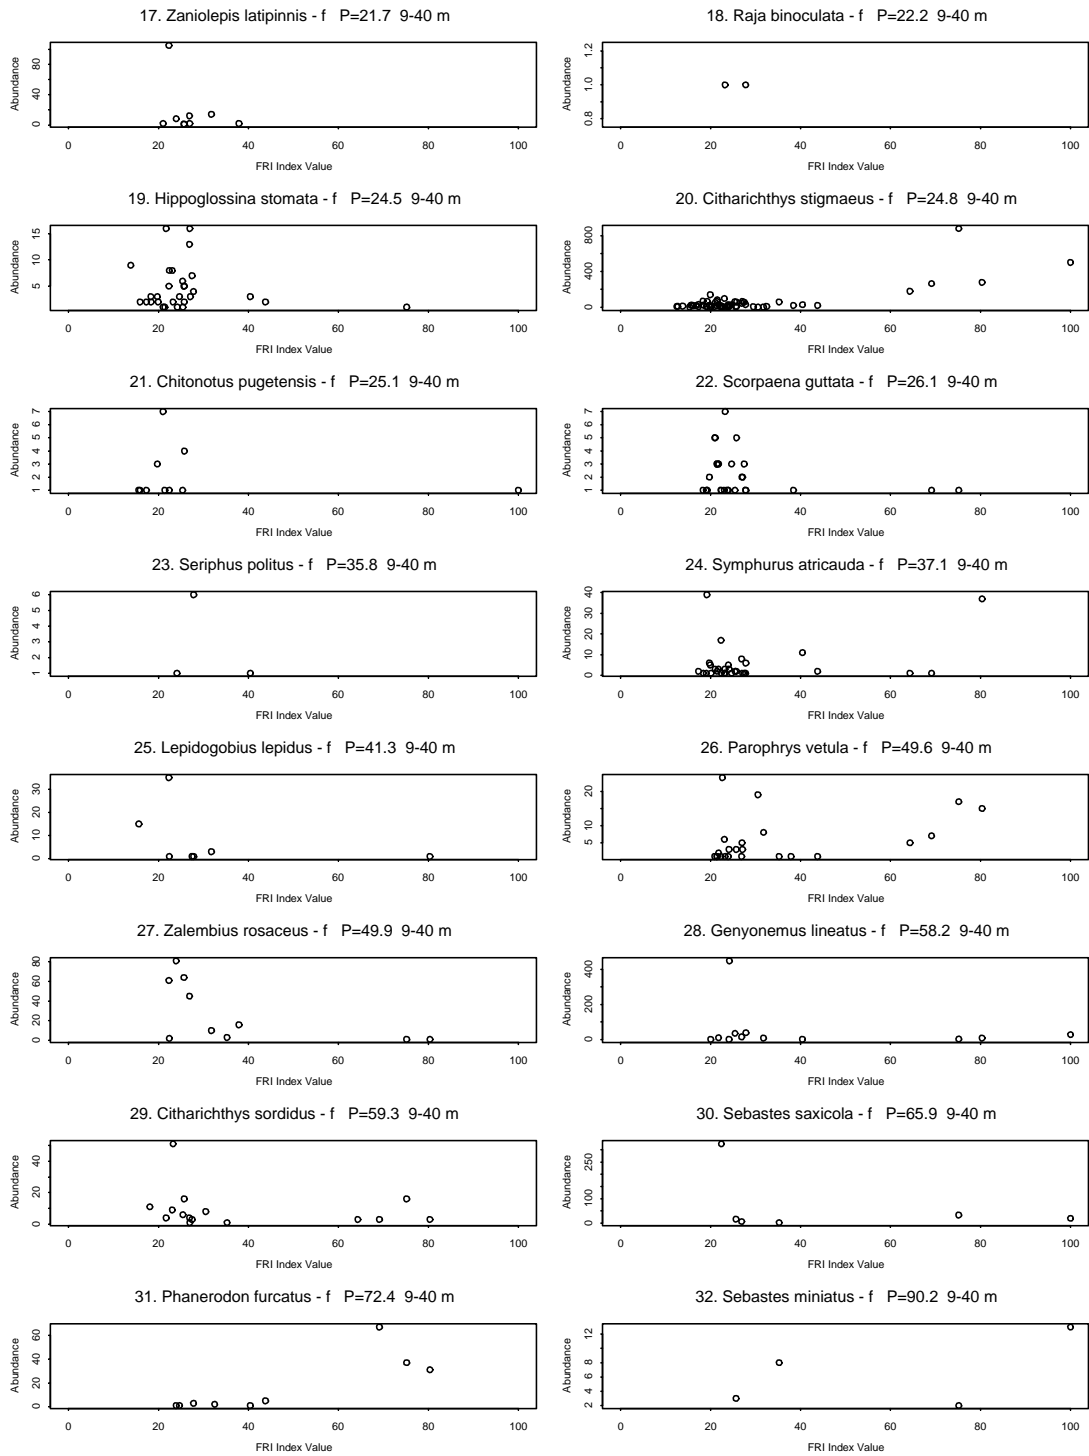 17. Zaniolepis latipinnis - f P=21.7 9-40 m
Abundance
0 40 80
0 20 40 60 80 100
FRI Index Value
18. Raja binoculata - f P=22.2 9-40 m
Abundance
0.8 1.0 1.2
0 20 40 60 80 100
FRI Index Value
19. Hippoglossina stomata - f P=24.5 9-40 m
Abundance
5 10 15
0 20 40 60 80 100
FRI Index Value
20. Citharichthys stigmaeus - f P=24.8 9-40 m
Abundance
0 400 800
0 20 40 60 80 100
FRI Index Value
21. Chitonotus pugetensis - f P=25.1 9-40 m
Abundance
1 2 3 4 5 6 7
0 20 40 60 80 100
FRI Index Value
22. Scorpaena guttata - f P=26.1 9-40 m
Abundance
1 2 3 4 5 6 7
0 20 40 60 80 100
FRI Index Value
23. Seriphus politus - f P=35.8 9-40 m
Abundance
1 2 3 4 5 6
0 20 40 60 80 100
FRI Index Value
24. Symphurus atricauda - f P=37.1 9-40 m
Abundance
0 10 20 30 40
0 20 40 60 80 100
FRI Index Value
25. Lepidogobius lepidus - f P=41.3 9-40 m
Abundance
0 10 20 30
0 20 40 60 80 100
FRI Index Value
26. Parophrys vetula - f P=49.6 9-40 m
Abundance
5 10 20
0 20 40 60 80 100
FRI Index Value
27. Zalembius rosaceus - f P=49.9 9-40 m
Abundance
0 20 40 60 80
0 20 40 60 80 100
FRI Index Value
28. Genyonemus lineatus - f P=58.2 9-40 m
Abundance
0 200 400
0 20 40 60 80 100
FRI Index Value
29. Citharichthys sordidus - f P=59.3 9-40 m
Abundance
0 20 40
0 20 40 60 80 100
FRI Index Value
30. Sebastes saxicola - f P=65.9 9-40 m
Abundance
0 100 250
0 20 40 60 80 100
FRI Index Value
31. Phanerodon furcatus - f P=72.4 9-40 m
Abundance
0 20 40 60
0 20 40 60 80 100
FRI Index Value
32. Sebastes miniatus - f P=90.2 9-40 m
Abundance
2 4 6 8 12
0 20 40 60 80 100
FRI Index Value